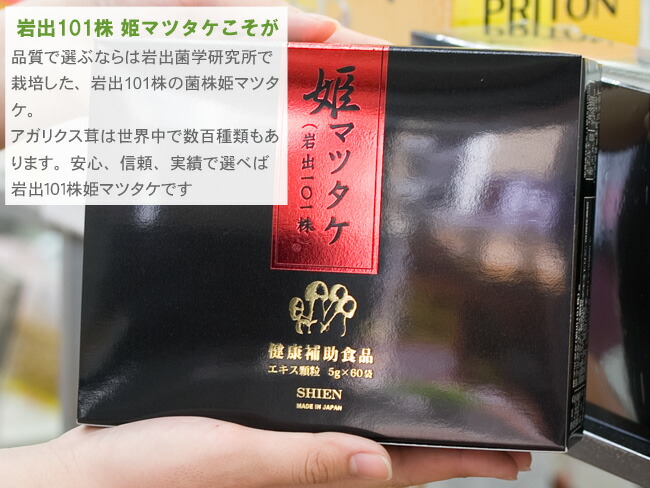 岩出101株 姫マツタケこそが
品質で選ぶならは岩出菌学研究所で
栽培した、岩出101株の菌株姫マツタ
ケ。
アガリクス茸は世界中で数百種類もあ
ります。安心、信頼、実績で選べば
岩出101株姫マツタケです
PRITON
姫マツタケ
(岩出一〇一株)
健康補助食品
エキス顆粒 5g×60袋
SHIEN
MADE IN JAPAN